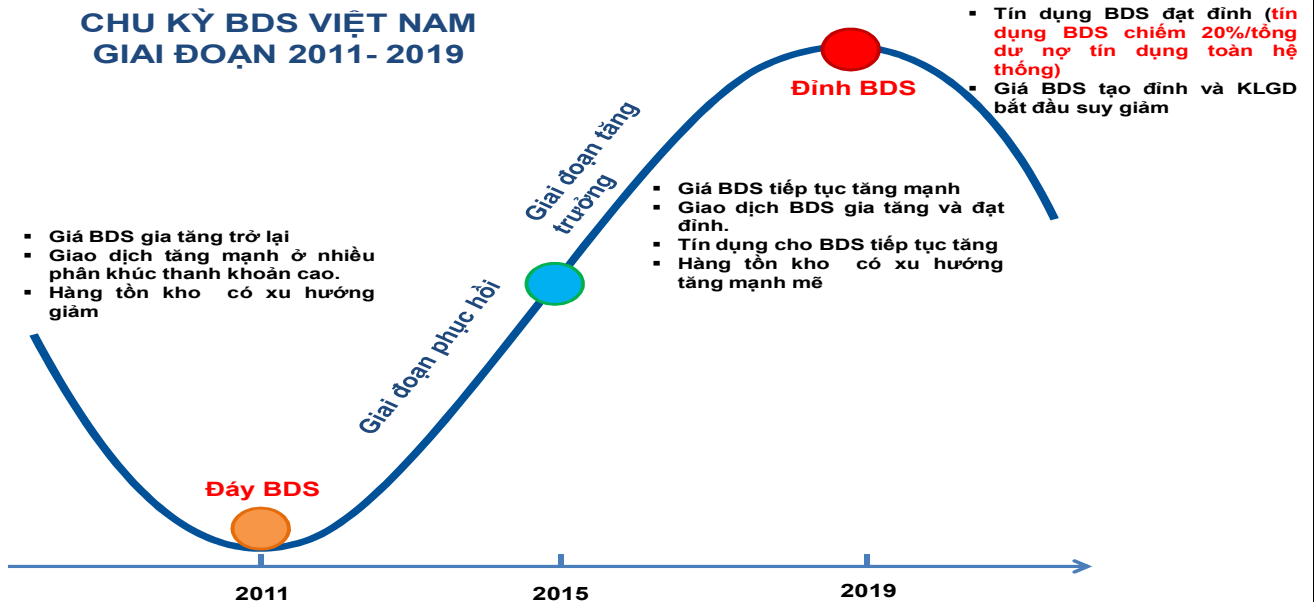 CHU KỲ BDS VIỆT NAM
GIAI ĐOẠN 2011- 2019
▪ Tín dụng BDS đạt đỉnh (tín
dụng BDS chiếm 20%/tổng
dư nợ tín dụng toàn hệ
thống)
▪ Giá BDS tạo đỉnh và KLGD
bắt đầu suy giảm
Đỉnh BDS
Giai đoạn tăng
trưởng
▪ Giá BDS tiếp tục tăng mạnh
▪ Giao dịch BDS gia tăng và đạt
đỉnh.
▪ Tín dụng cho BDS tiếp tục tăng
▪ Hàng tồn kho có xu hướng
tăng mạnh mẽ
▪ Giá BDS gia tăng trở lại
▪ Giao dịch tăng mạnh ở nhiều
phân khúc thanh khoản cao.
▪ Hàng tồn kho có xu hướng
giảm
Giai đoạn phục hồi
Đáy BDS
2011
2015
2019